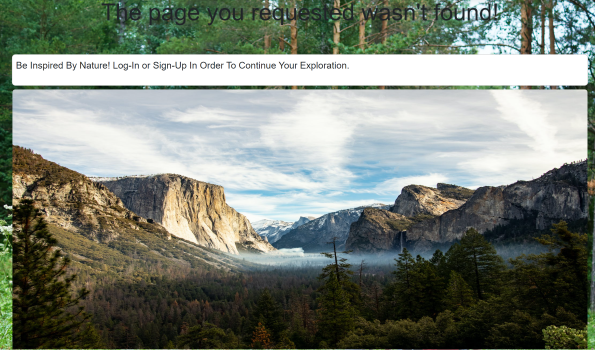 The page you requested wasn't found!
Be Inspired By Nature! Log-In or Sign-Up In Order To Continue Your Exploration.